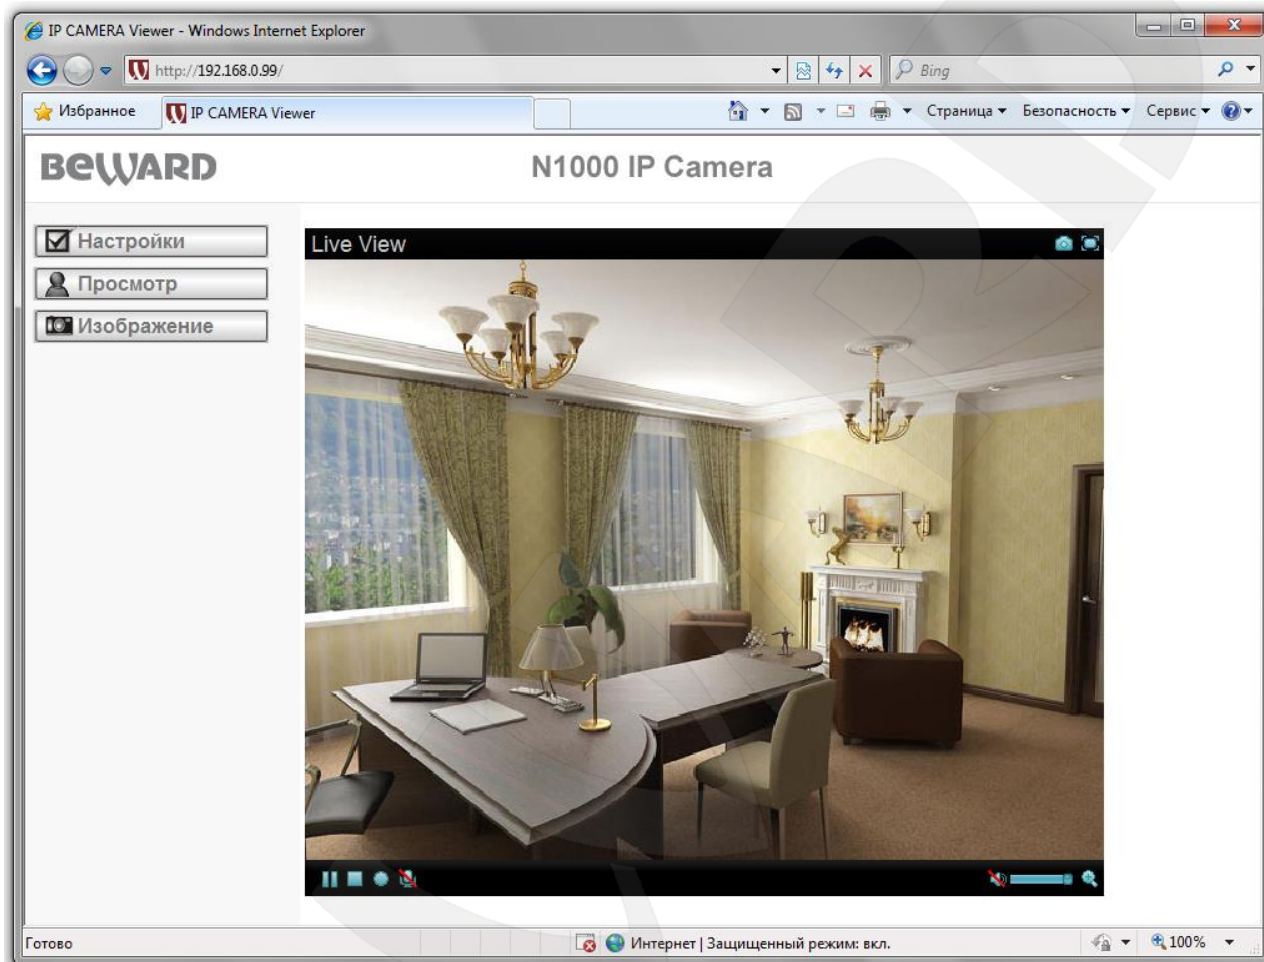 IP CAMERA Viewer - Windows Internet Explorer
http://192.168.0.99/
Bing
Избранное
IP CAMERA Viewer
Страница
Безопасность
Сервис
BEWARD
N1000 IP Camera
Настройки
Просмотр
Изображение
Live View
Готово
Интернет | Защищенный режим: вкл.
100%